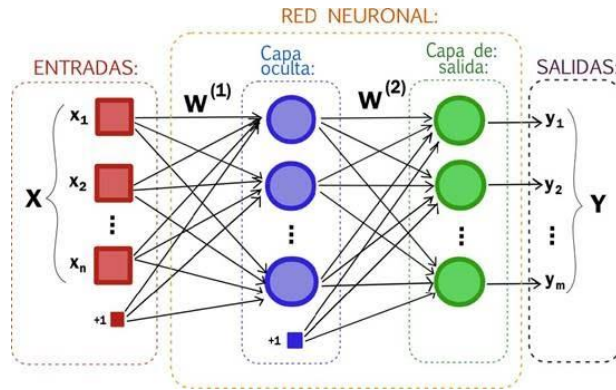 RED NEURONAL:
ENTRADAS:
Capa oculta:
Capa de:
salida:
SALIDAS:
W(1)
W(2)
X
x1
x2
xn
+1
+1
y1
y2
ym
Y